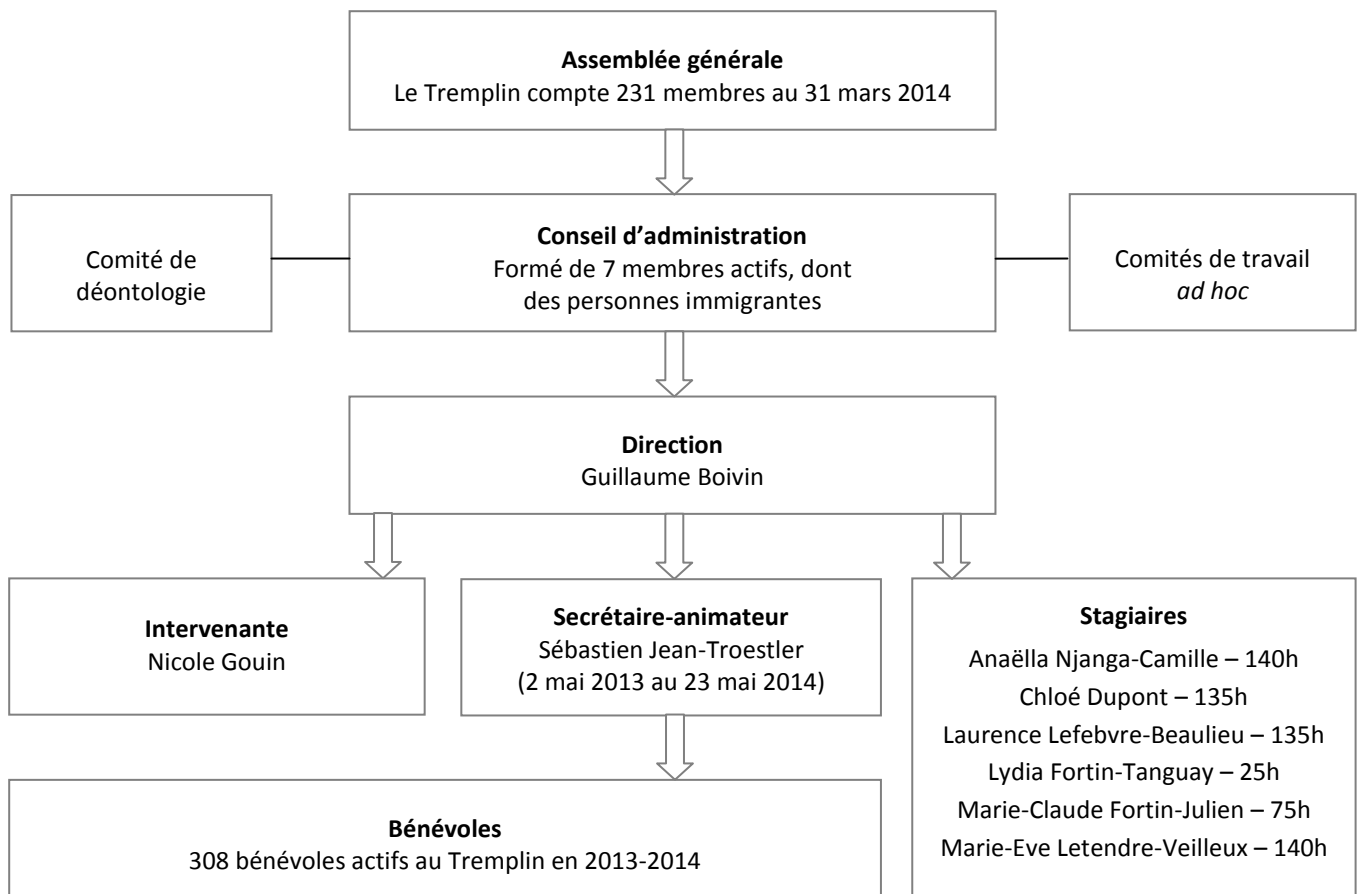 Assemblée générale
Le Tremplin compte 231 membres au 31 mars 2014
Comité de
déontologie
Conseil d’administration
Formé de 7 membres actifs, dont
des personnes immigrantes
Comités de travail
ad hoc
Direction
Guillaume Boivin
Intervenante
Nicole Gouin
Secrétaire-animateur
Sébastien Jean-Troestler
(2 mai 2013 au 23 mai 2014)
Stagiaires
Anaëlla Njanga-Camille – 140h
Chloé Dupont – 135h
Laurence Lefebvre-Beaulieu – 135h
Lydia Fortin-Tanguay – 25h
Marie-Claude Fortin-Julien – 75h
Marie-Eve Letendre-Veilleux – 140h
Bénévoles
308 bénévoles actifs au Tremplin en 2013-2014